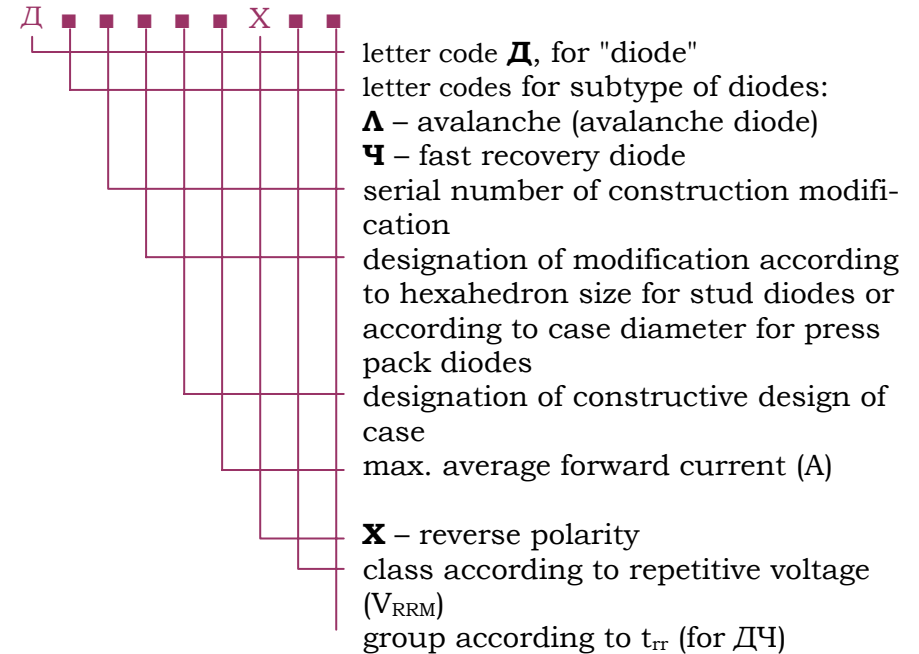 Д ■ ■ ■ ■ ■ Х ■ ■
letter code Д, for "diode"
letter codes for subtype of diodes:
Λ – avalanche (avalanche diode)
Ч – fast recovery diode
serial number of construction modifi-
cation
designation of modification according
to hexahedron size for stud diodes or
according to case diameter for press
pack diodes
designation of constructive design of
case
max. average forward current (A)
Х – reverse polarity
class according to repetitive voltage
(VRRM)
group according to trr (for ДЧ)